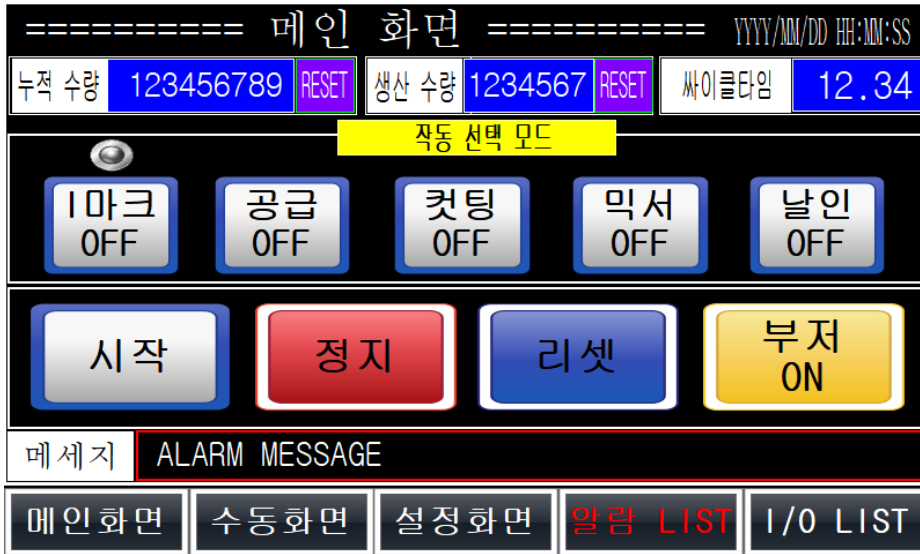 ========== 메인 화면 ========== YYYY/MM/DD HH:MM:SS
누적 수량 123456789 RESET 생산 수량 1234567 RESET 싸이클타임 12.34
작동 선택 모드
I마크 OFF
공급 OFF
컷팅 OFF
믹서 OFF
날인 OFF
시작
정지
리셋
부저 ON
메세지 ALARM MESSAGE
메인화면 수동화면 설정화면 알람 LIST I/O LIST